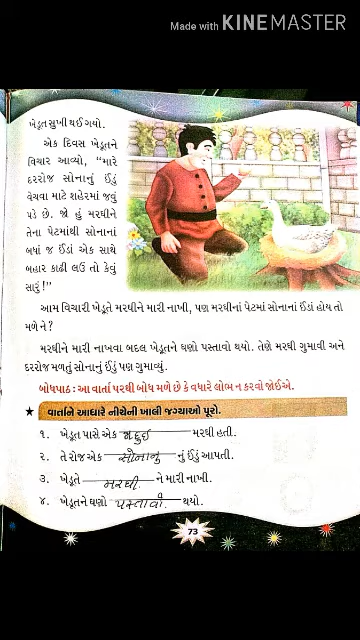 Made with KINEMASTER
ખેડૂત સુખી થઈ ગયો.
એક દિવસ ખેડૂતને
વિચાર આવ્યો, “મારે
દરરોજ સોનાનું ઈંડું
વેચવા માટે શહેરમાં જવું
પડે છે. જો હું મરઘીને
તેના પેટમાંથી સોનાનાં
બધાં જ ઈંડાં એક સાથે
બહાર કાઢી લઉં તો કેવું
સારું !”
આમ વિચારી ખેડૂતે મરઘીને મારી નાખી, પણ મરઘીનાં પેટમાં સોનાનાં ઈંડાં હોય તો
મળે ને ?
મરઘીને મારી નાખવા બદલ ખેડૂતને ઘણો પસ્તાવો થયો. તેણે મરઘી ગુમાવી અને
દરરોજ મળતું સોનાનું ઈંડું પણ ગુમાવ્યું.
બોધપાઠ : આ વાર્તા પરથી બોધ મળે છે કે વધારે લોભ ન કરવો જોઈએ.
★ વાર્તાને આધારે નીચેની ખાલી જગ્યાઓ પૂરો.
૧. ખેડૂત પાસે એક મરઘી હતી.
૨. તે રોજ એક સોનાનું નું ઈંડું આપતી.
૩. ખેડૂતે મરઘી ને મારી નાખી.
૪. ખેડૂતને ઘણો પસ્તાવો થયો.
73